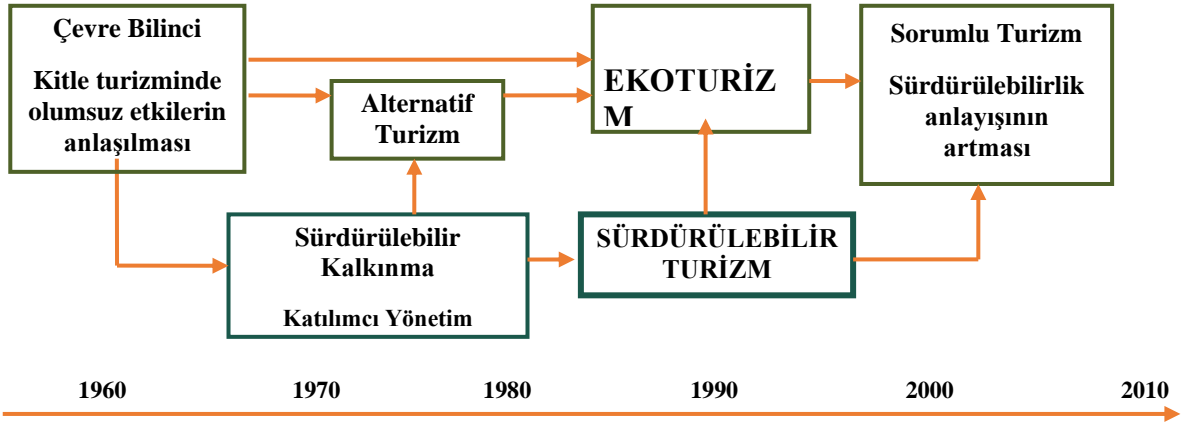 Çevre Bilinci
Kitle turizminde
olumsuz etkilerin
anlaşılması
Alternatif
Turizm
EKOTURİZ
M
Sorumlu Turizm
Sürdürülebilirlik
anlayışının
artması
Sürdürülebilir
Kalkınma
Katılımcı Yönetim
SÜRDÜRÜLEBİLİR
TURİZM
1960 1970 1980 1990 2000 2010